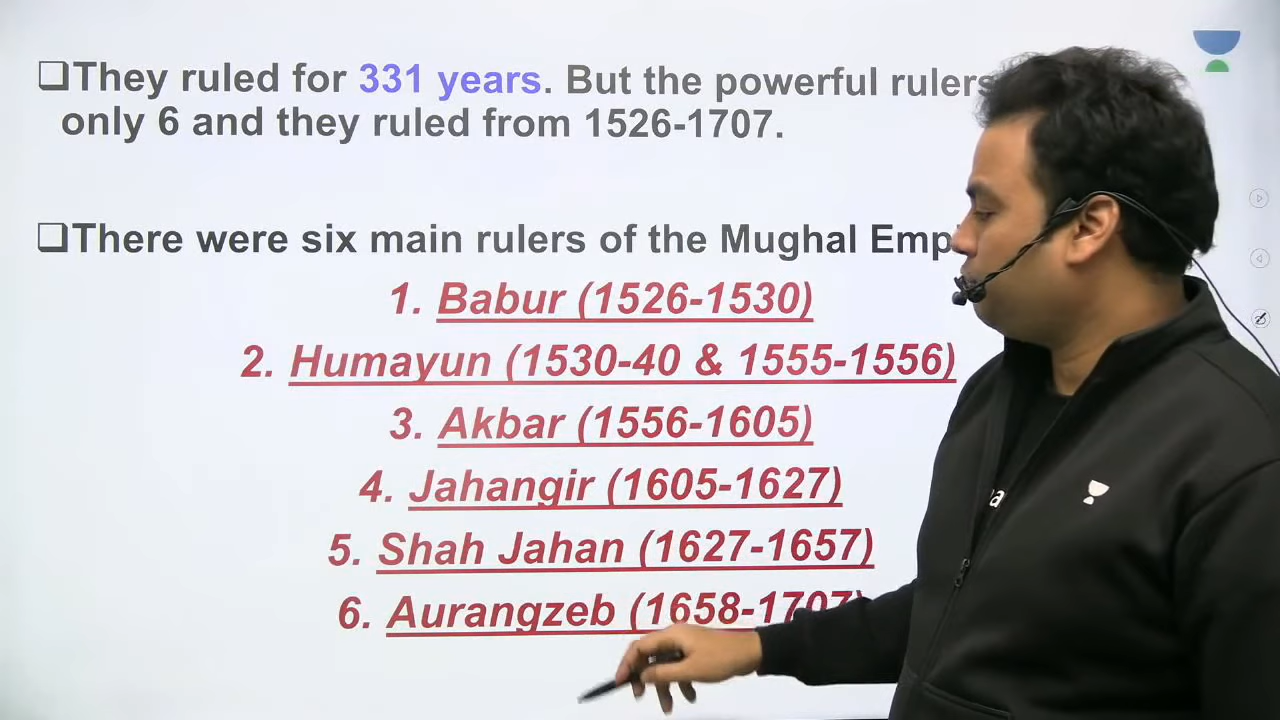 ❑They ruled for 331 years. But the powerful rulers
only 6 and they ruled from 1526-1707.
❑There were six main rulers of the Mughal Emp
1. Babur (1526-1530)
2. Humayun (1530-40 & 1555-1556)
3. Akbar (1556-1605)
4. Jahangir (1605-1627)
5. Shah Jahan (1627-1657)
6. Aurangzeb (1658-1707)